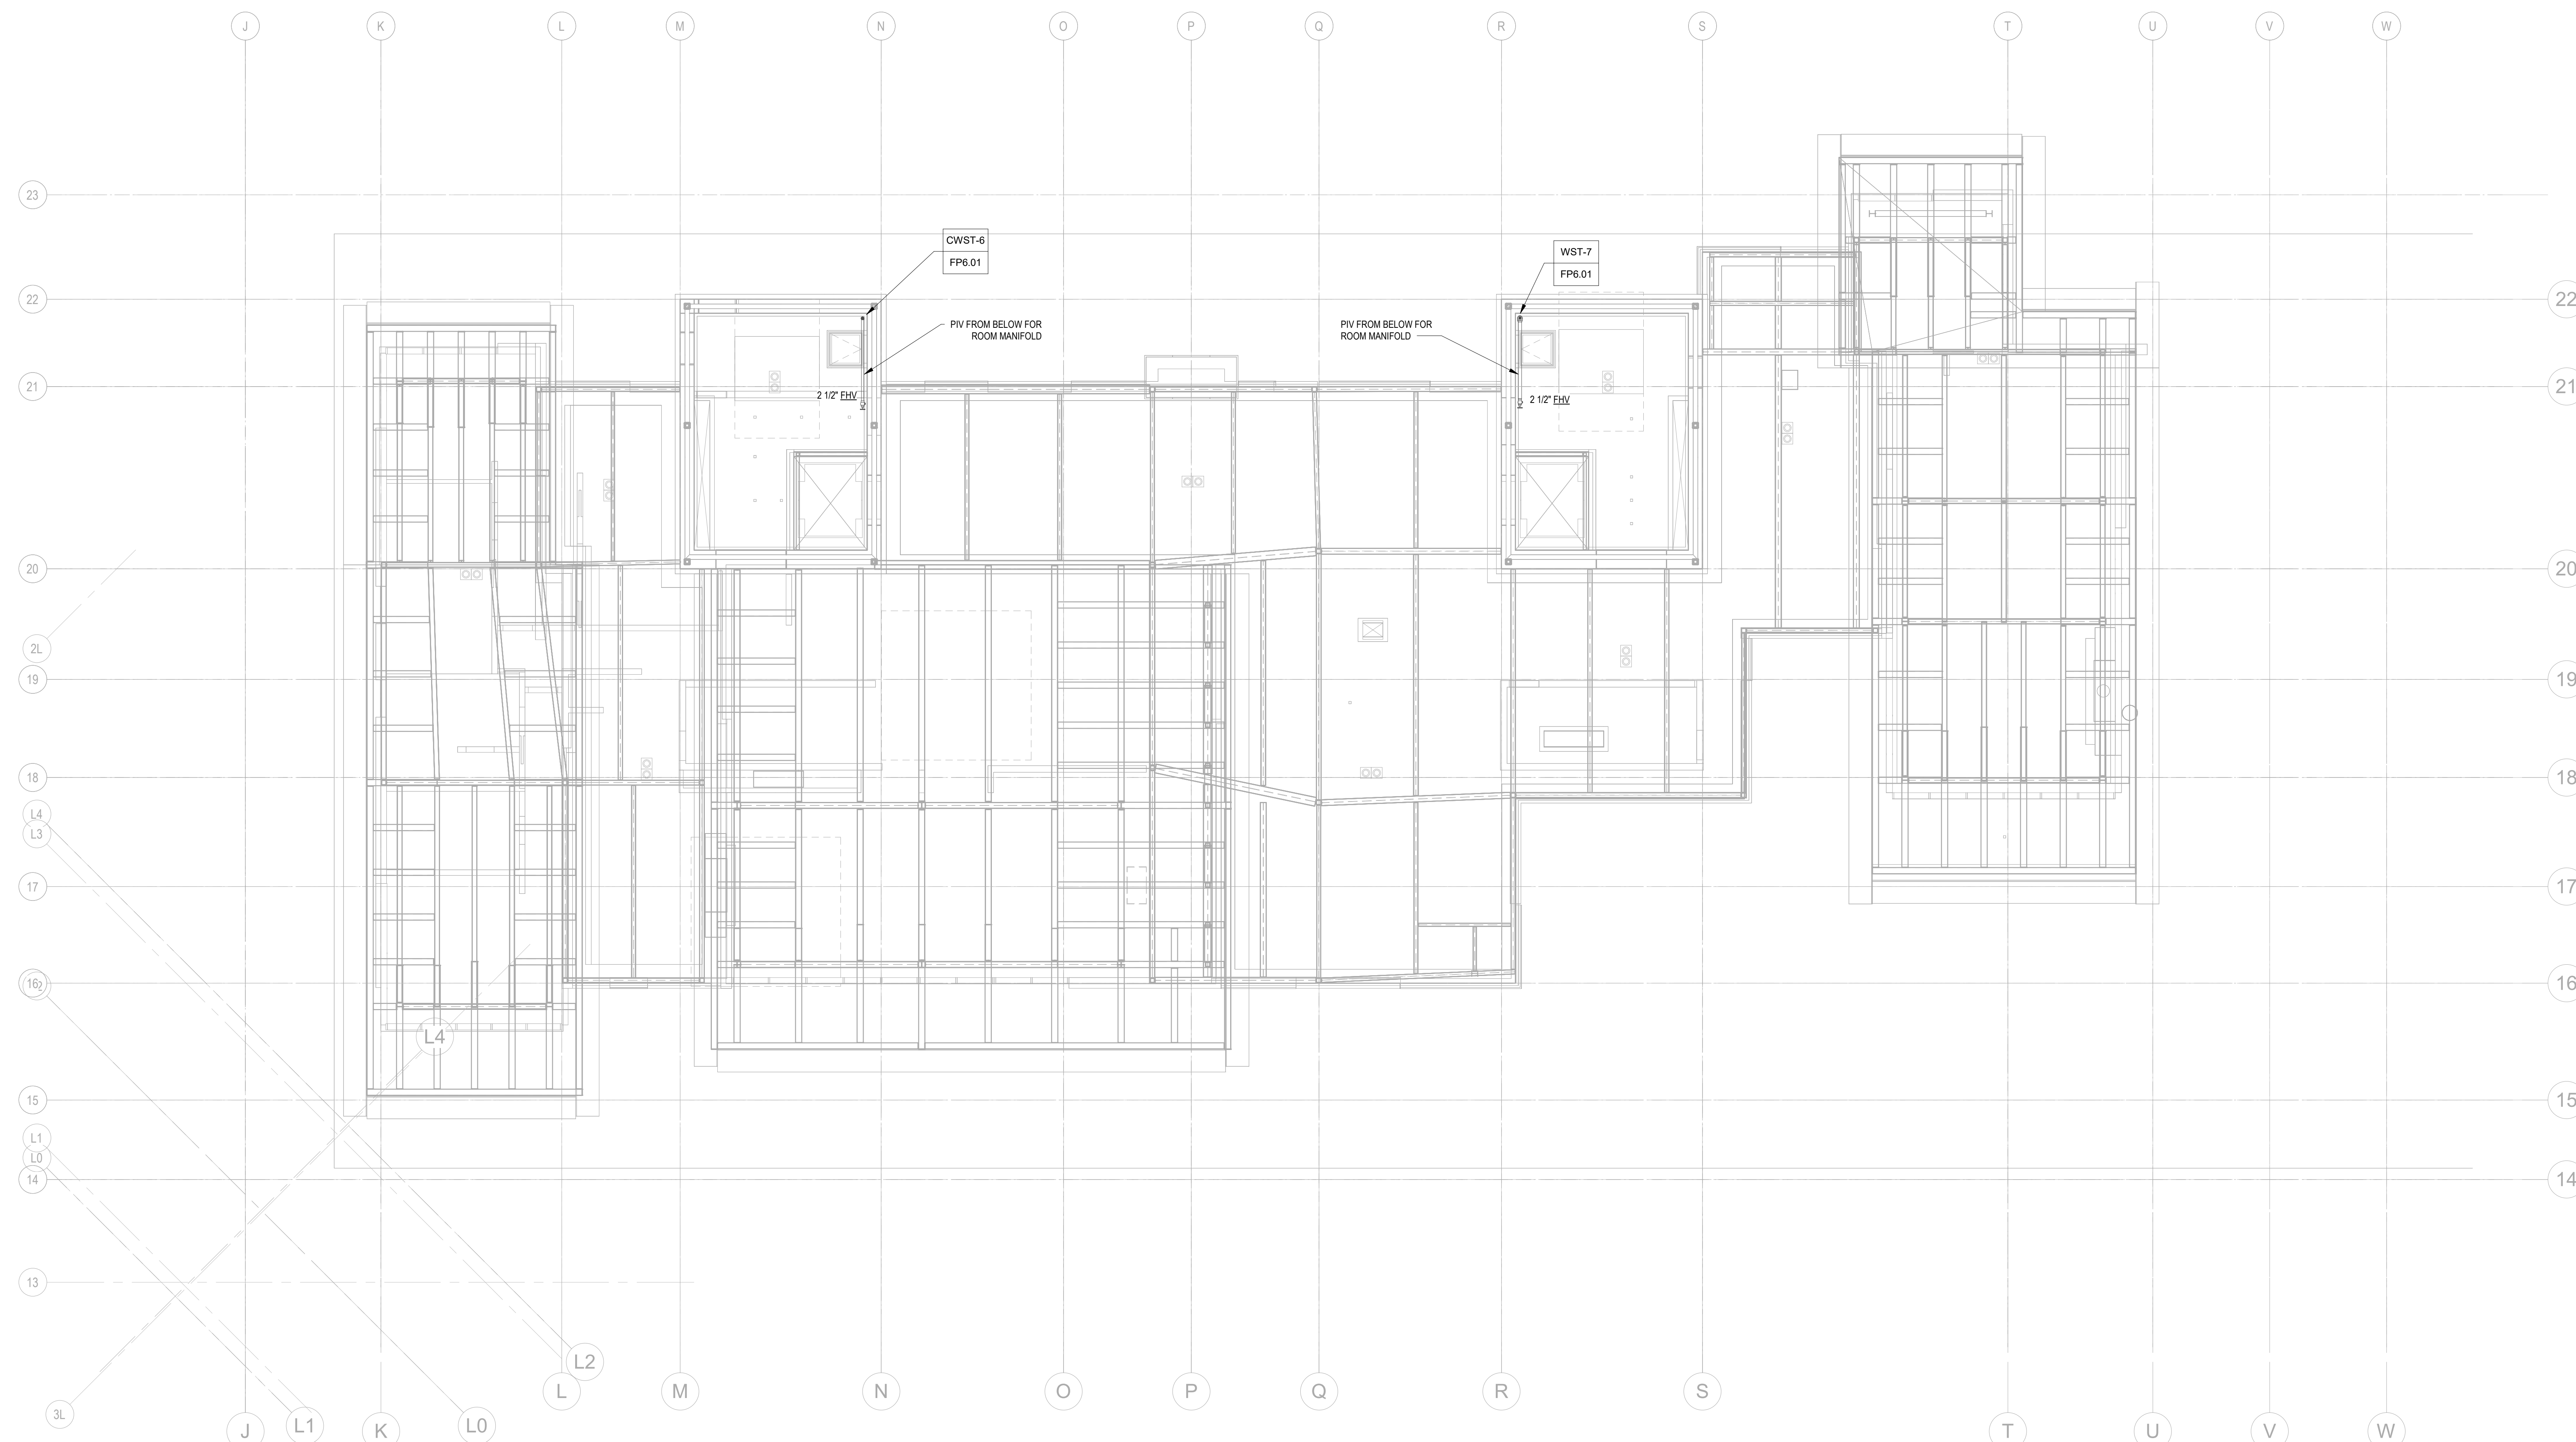 J K L M N O P Q R S T U V W
23
CWST-6
FP6.01
WST-7
FP6.01
22 22
PIV FROM BELOW FOR
ROOM MANIFOLD
PIV FROM BELOW FOR
ROOM MANIFOLD
21 21
2 1/2" FHV
2 1/2" FHV
20 20
2L
19 19
18 18
L4
L3
17 17
16 16
L4
15 15
L1
L0
14 14
13
L2
L M N O P Q R S
3L
J L1 K L0 T U V W